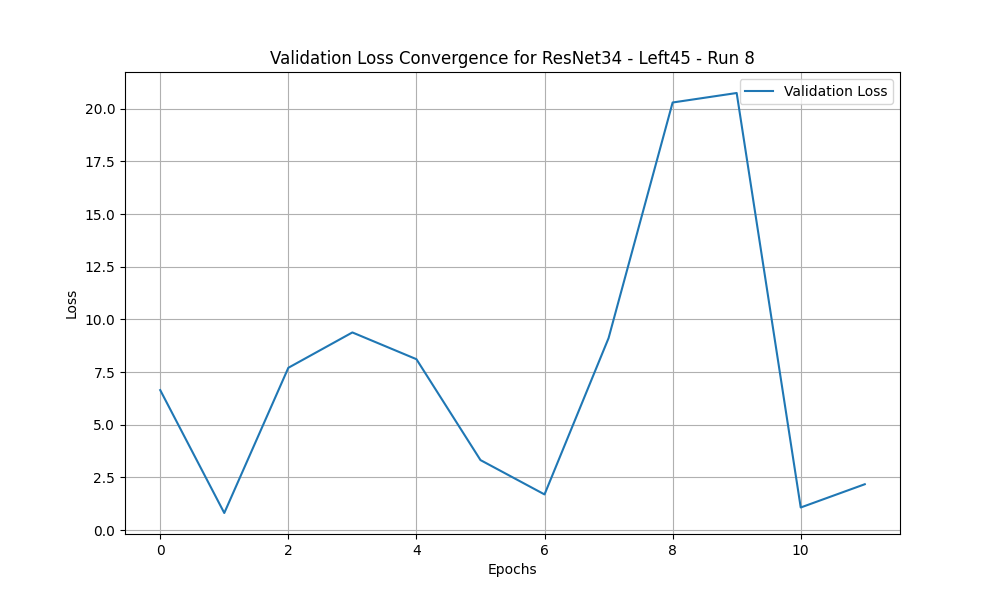 Validation Loss Convergence for ResNet34 - Left45 - Run 8
Validation Loss
20.0
17.5
15.0
12.5
10.0
7.5
5.0
2.5
0.0
Loss
0 2 4 6 8 10
Epochs